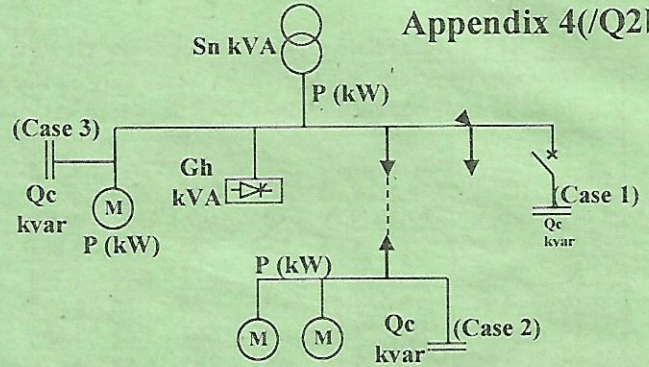 Appendix 4(/Q2b
Sn kVA
P (kW)
(Case 3)
Qc
kvar
M
P (kW)
Gh
kVA
(Case 1)
Qc
kvar
P (kW)
M
M
Qc
kvar
(Case 2)